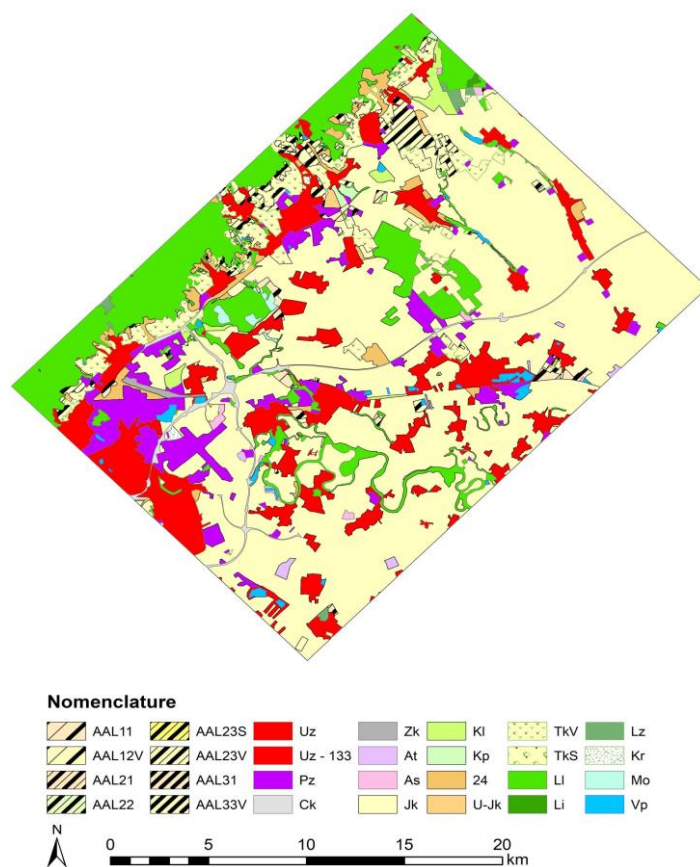 Nomenclature
AAL11 AAL23S Uz Zk Kl TkV Lz
AAL12V AAL23V Uz - 133 At Kp TkS Kr
AAL21 AAL31 Pz As 24 Ll Mo
AAL22 AAL33V Ck Jk U-Jk Li Vp
N
0 5 10 15 20
km